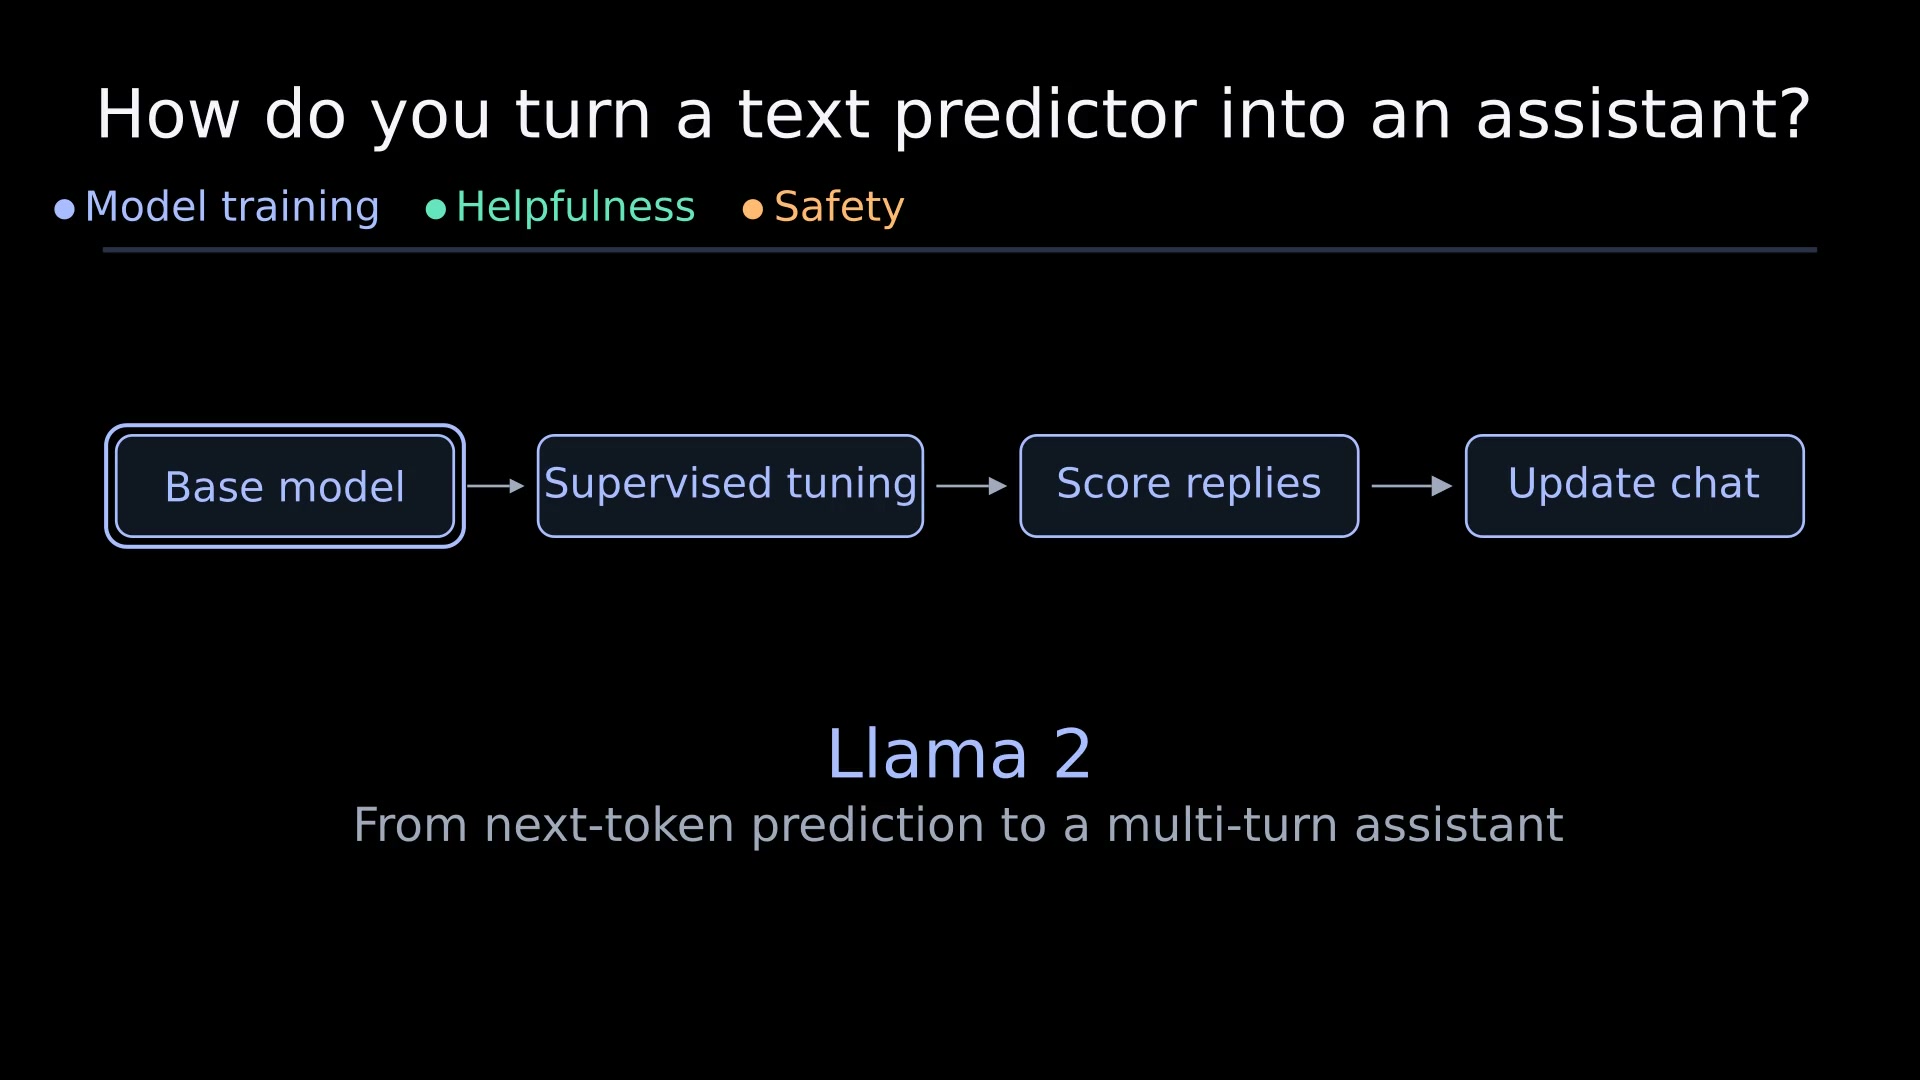 How do you turn a text predictor into an assistant?
Model training Helpfulness Safety
Base model Supervised tuning Score replies Update chat
Llama 2
From next-token prediction to a multi-turn assistant